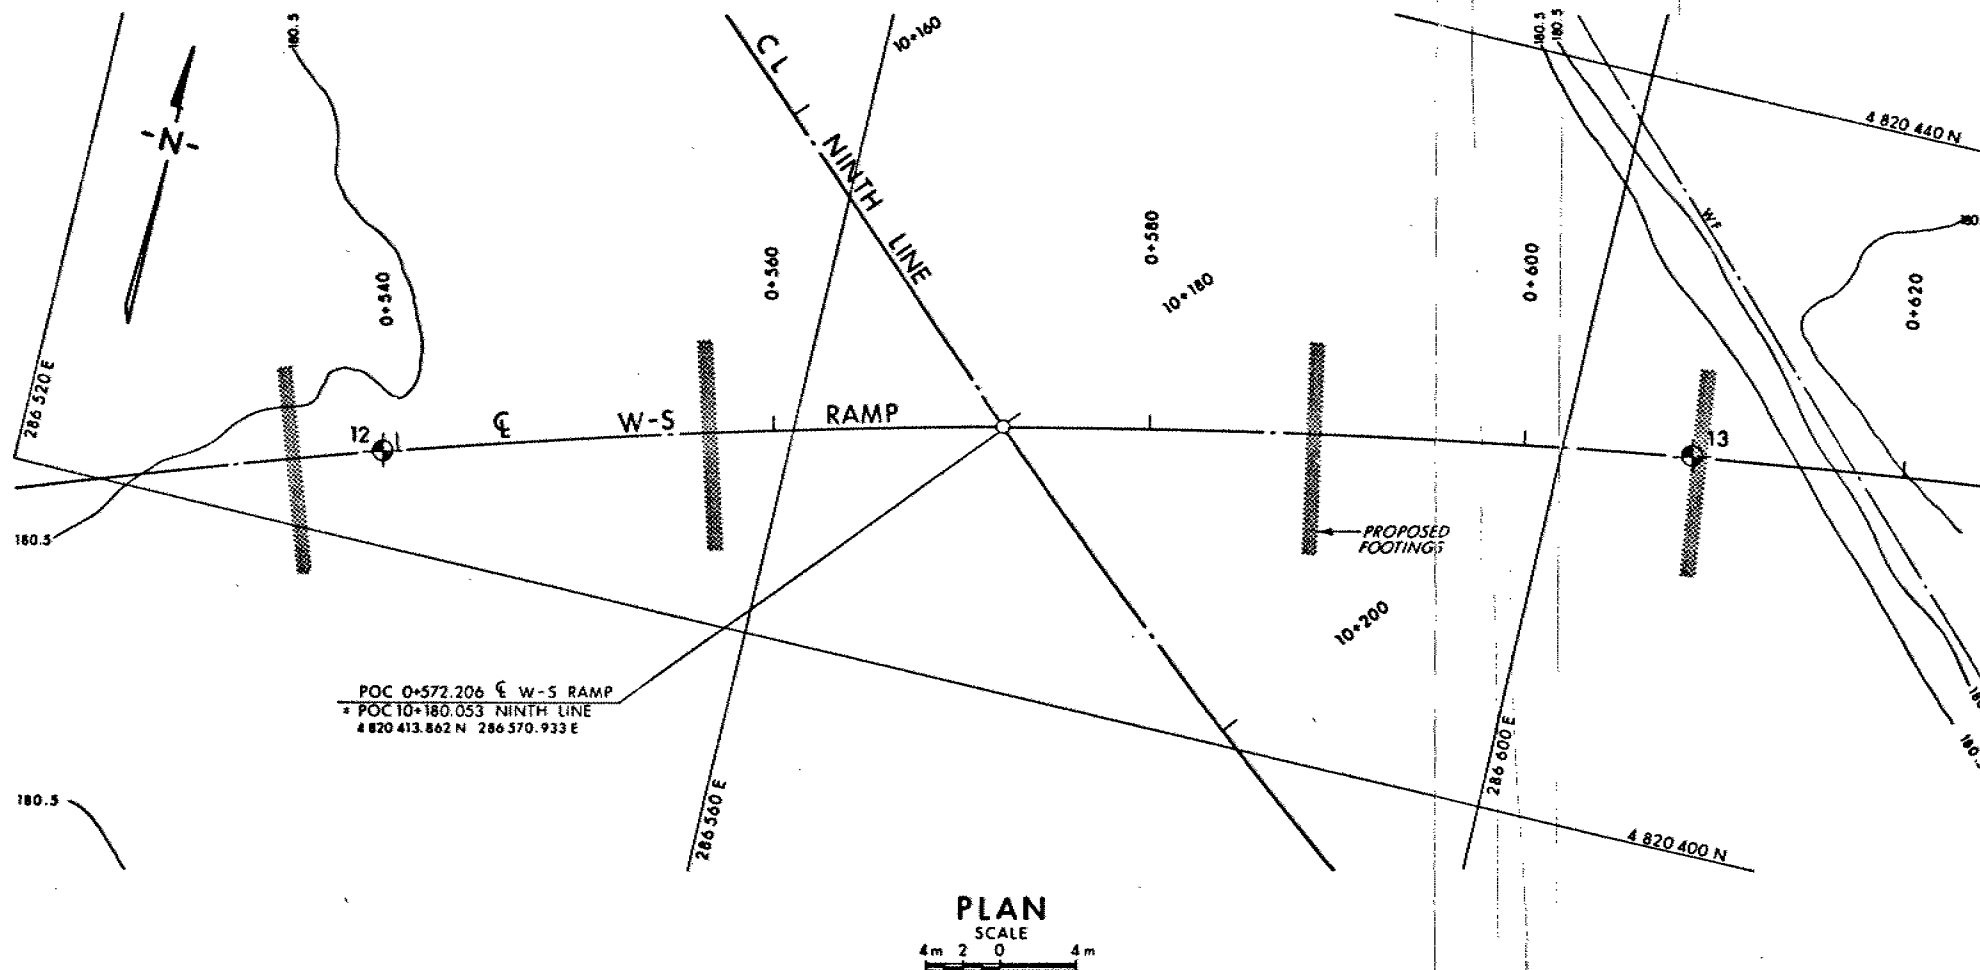 180.5
10+160
180.5
180.5
C L NINTH LINE
4 820 440 N
-N-
WF
0+540
0+560
0+580
10+180
0+600
0+620
286 520 E
12
℄ W-S RAMP
13
180.5
PROPOSED
FOOTINGS
10+200
POC 0+572.206 ℄ W-S RAMP
= POC 10+180.053 NINTH LINE
4 820 413.862 N 286 570.933 E
180.5
286 560 E
286 600 E
4 820 400 N
PLAN
SCALE
4m 2 0 4m